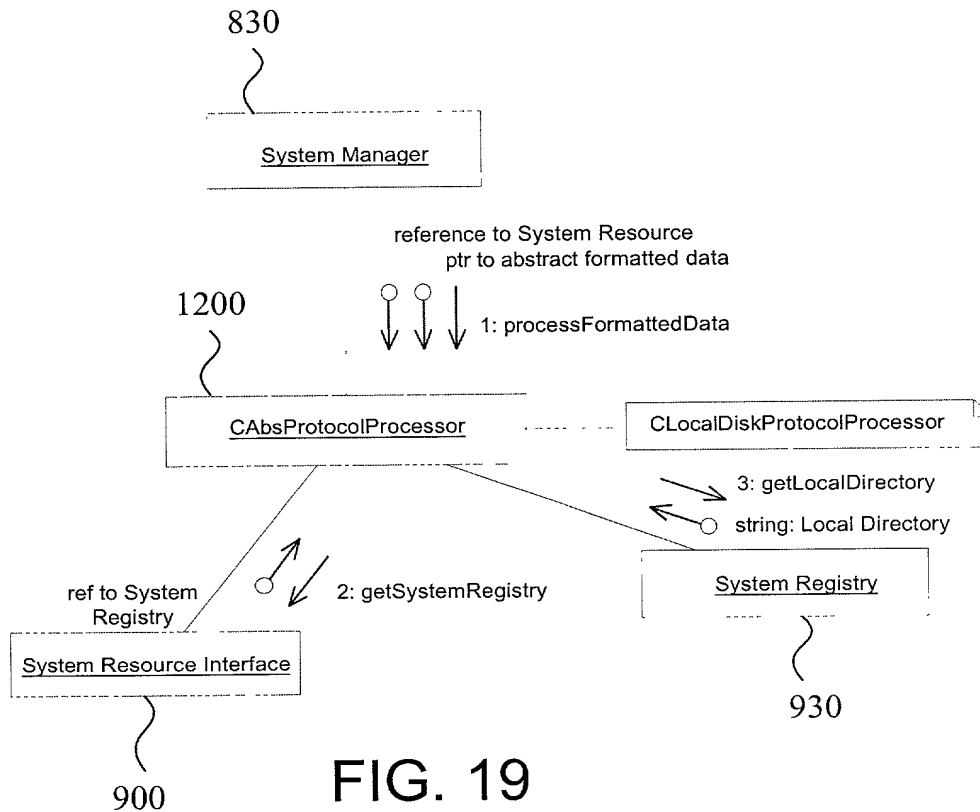 830
System Manager
reference to System Resource
ptr to abstract formatted data
1200
1: processFormattedData
CAbsProtocolProcessor
CLocalDiskProtocolProcessor
3: getLocalDirectory
string: Local Directory
ref to System
Registry
2: getSystemRegistry
System Registry
System Resource Interface
930
900
FIG. 19